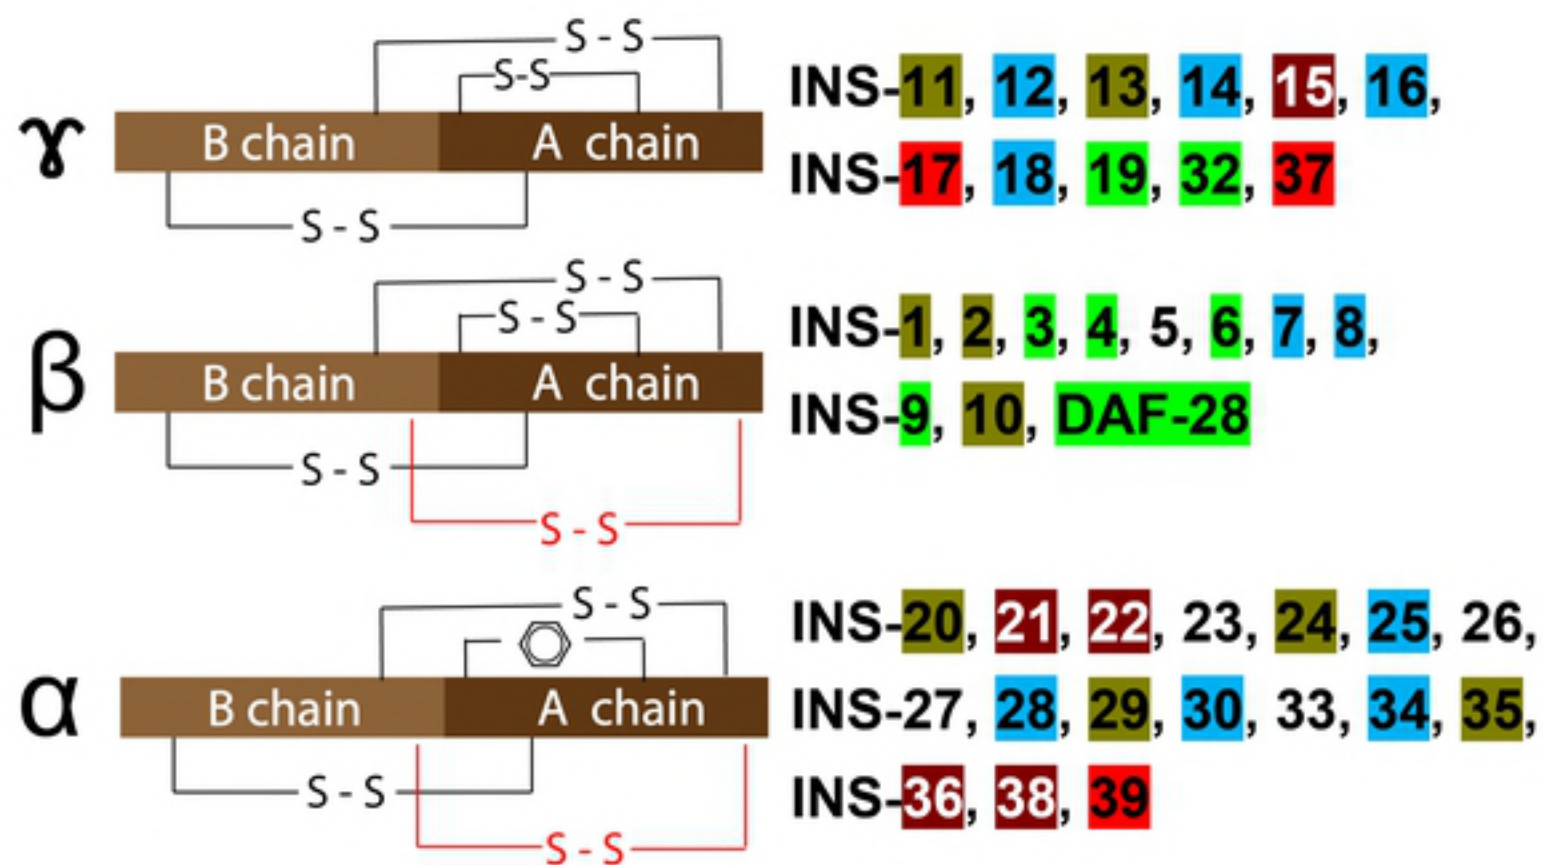 S - S
S-S
γ
B chain
A chain
S - S
INS-11, 12, 13, 14, 15, 16,
INS-17, 18, 19, 32, 37
S - S
S - S
β
B chain
A chain
S - S
S - S
INS-1, 2, 3, 4, 5, 6, 7, 8,
INS-9, 10, DAF-28
S - S
α
B chain
A chain
S - S
S - S
INS-20, 21, 22, 23, 24, 25, 26,
INS-27, 28, 29, 30, 33, 34, 35,
INS-36, 38, 39